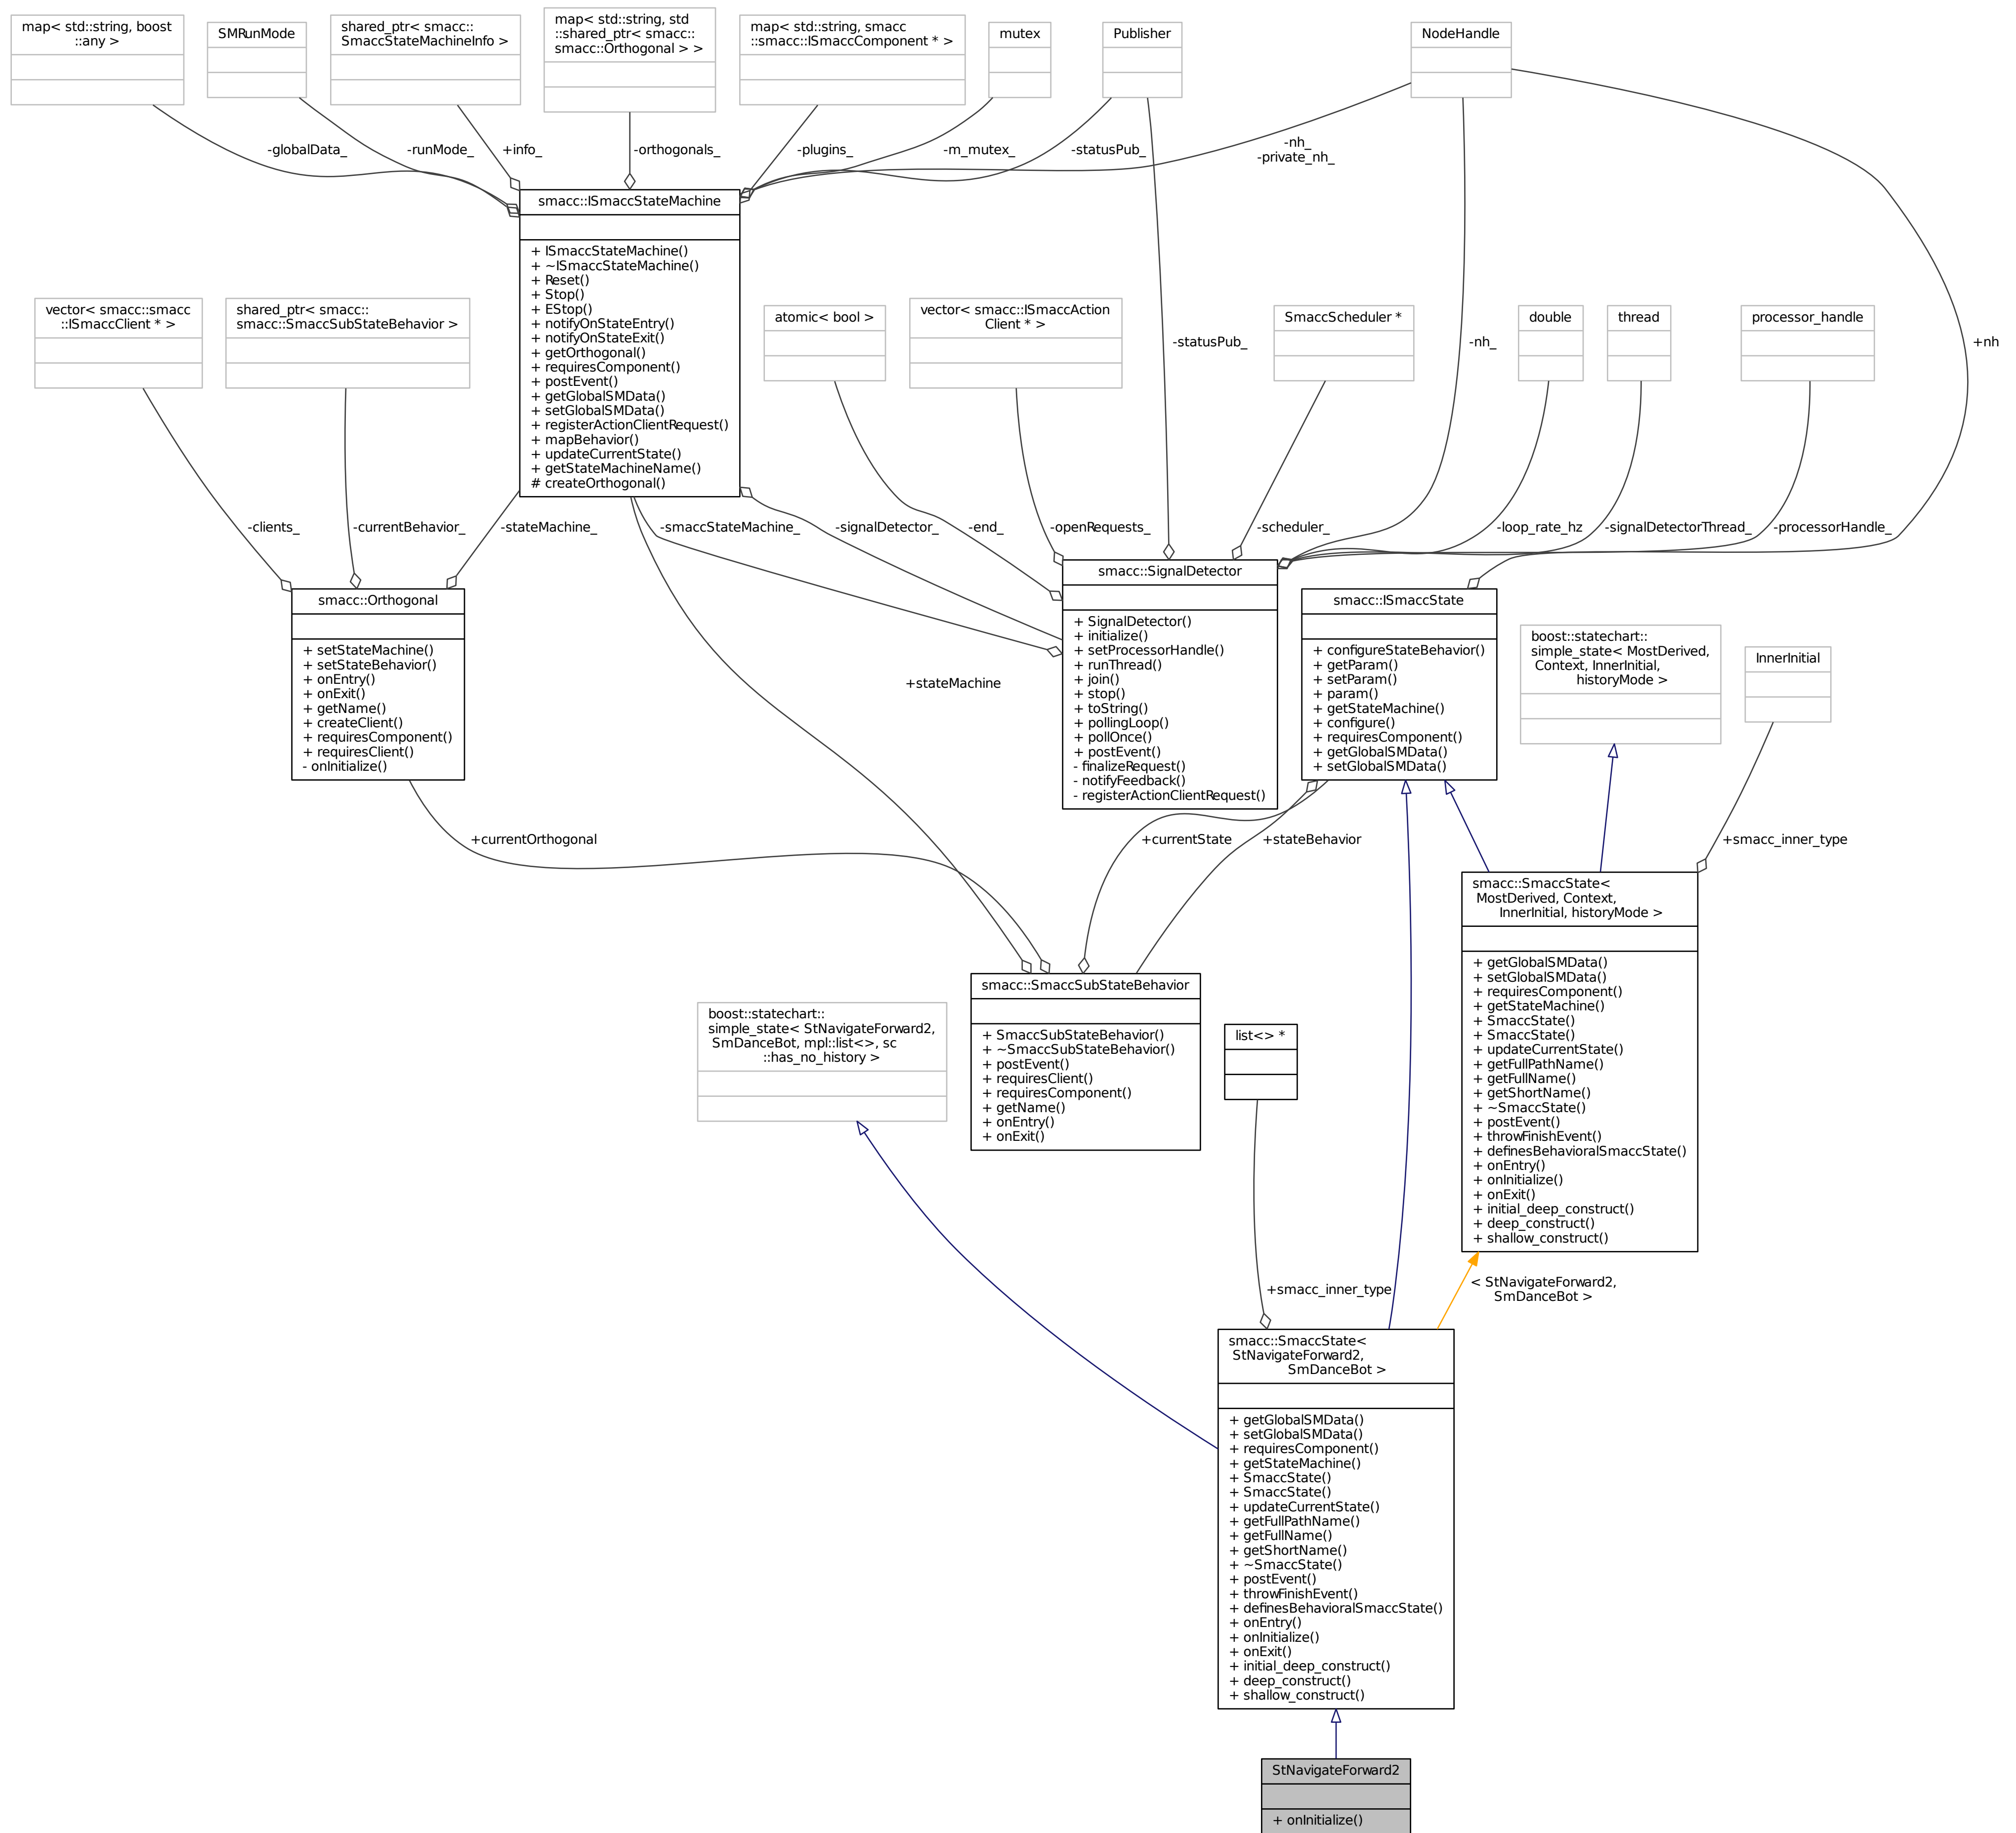 map< std::string, boost
::any >
SMRunMode
shared_ptr< smacc::
SmaccStateMachineInfo >
map< std::string, std
::shared_ptr< smacc::
smacc::Orthogonal > >
map< std::string, smacc
::smacc::ISmaccComponent * >
mutex
Publisher
NodeHandle
-globalData_
-runMode_
+info_
-orthogonals_
-plugins_
-m_mutex_
-statusPub_
-nh_
-private_nh_
smacc::ISmaccStateMachine
+ ISmaccStateMachine()
+ ~ISmaccStateMachine()
+ Reset()
+ Stop()
+ EStop()
+ notifyOnStateEntry()
+ notifyOnStateExit()
+ getOrthogonal()
+ requiresComponent()
+ postEvent()
+ getGlobalSMData()
+ setGlobalSMData()
+ registerActionClientRequest()
+ mapBehavior()
+ updateCurrentState()
+ getStateMachineName()
# createOrthogonal()
vector< smacc::smacc
::ISmaccClient * >
shared_ptr< smacc::
smacc::SmaccSubStateBehavior >
atomic< bool >
vector< smacc::ISmaccAction
Client * >
SmaccScheduler *
double
thread
processor_handle
-statusPub_
-nh_
+nh
-clients_
-currentBehavior_
-stateMachine_
-smaccStateMachine_
-signalDetector_
-end_
-openRequests_
-scheduler_
-loop_rate_hz
-signalDetectorThread_
-processorHandle_
smacc::Orthogonal
+ setStateMachine()
+ setStateBehavior()
+ onEntry()
+ onExit()
+ getName()
+ createClient()
+ requiresComponent()
+ requiresClient()
- onInitialize()
smacc::SignalDetector
+ SignalDetector()
+ initialize()
+ setProcessorHandle()
+ runThread()
+ join()
+ stop()
+ toString()
+ pollingLoop()
+ pollOnce()
+ postEvent()
- finalizeRequest()
- notifyFeedback()
- registerActionClientRequest()
smacc::ISmaccState
+ configureStateBehavior()
+ getParam()
+ setParam()
+ param()
+ getStateMachine()
+ configure()
+ requiresComponent()
+ getGlobalSMData()
+ setGlobalSMData()
boost::statechart::
simple_state< MostDerived,
Context, InnerInitial,
historyMode >
InnerInitial
+stateMachine
+currentOrthogonal
+currentState
+stateBehavior
+smacc_inner_type
smacc::SmaccState<
MostDerived, Context,
InnerInitial, historyMode >
+ getGlobalSMData()
+ setGlobalSMData()
+ requiresComponent()
+ getStateMachine()
+ SmaccState()
+ SmaccState()
+ updateCurrentState()
+ getFullPathName()
+ getFullName()
+ getShortName()
+ ~SmaccState()
+ postEvent()
+ throwFinishEvent()
+ definesBehavioralSmaccState()
+ onEntry()
+ onInitialize()
+ onExit()
+ initial_deep_construct()
+ deep_construct()
+ shallow_construct()
smacc::SmaccSubStateBehavior
+ SmaccSubStateBehavior()
+ ~SmaccSubStateBehavior()
+ postEvent()
+ requiresClient()
+ requiresComponent()
+ getName()
+ onEntry()
+ onExit()
boost::statechart::
simple_state< StNavigateForward2,
SmDanceBot, mpl::list<>, sc
::has_no_history >
list<> *
+smacc_inner_type
< StNavigateForward2,
SmDanceBot >
smacc::SmaccState<
StNavigateForward2,
SmDanceBot >
+ getGlobalSMData()
+ setGlobalSMData()
+ requiresComponent()
+ getStateMachine()
+ SmaccState()
+ SmaccState()
+ updateCurrentState()
+ getFullPathName()
+ getFullName()
+ getShortName()
+ ~SmaccState()
+ postEvent()
+ throwFinishEvent()
+ definesBehavioralSmaccState()
+ onEntry()
+ onInitialize()
+ onExit()
+ initial_deep_construct()
+ deep_construct()
+ shallow_construct()
StNavigateForward2
+ onInitialize()